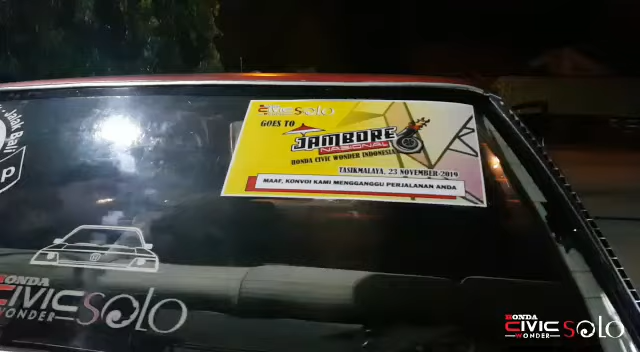 CIVIC SOLO
GOES TO
JAMBORE
NASIONAL
HONDA CIVIC WONDER INDONESIA
TASIKMALAYA, 23 NOVEMBER 2019
MAAF, KONVOI KAMI MENGGANGGU PERJALANAN ANDA
Bali
P
HONDA
CIVIC SOLO
WONDER
HONDA
CIVIC SOLO
WONDER